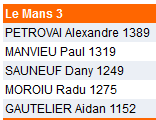 Le Mans 3
PETROVAI Alexandre 1389
MANVIEU Paul 1319
SAUNEUF Dany 1249
MOROIU Radu 1275
GAUTELIER Aidan 1152